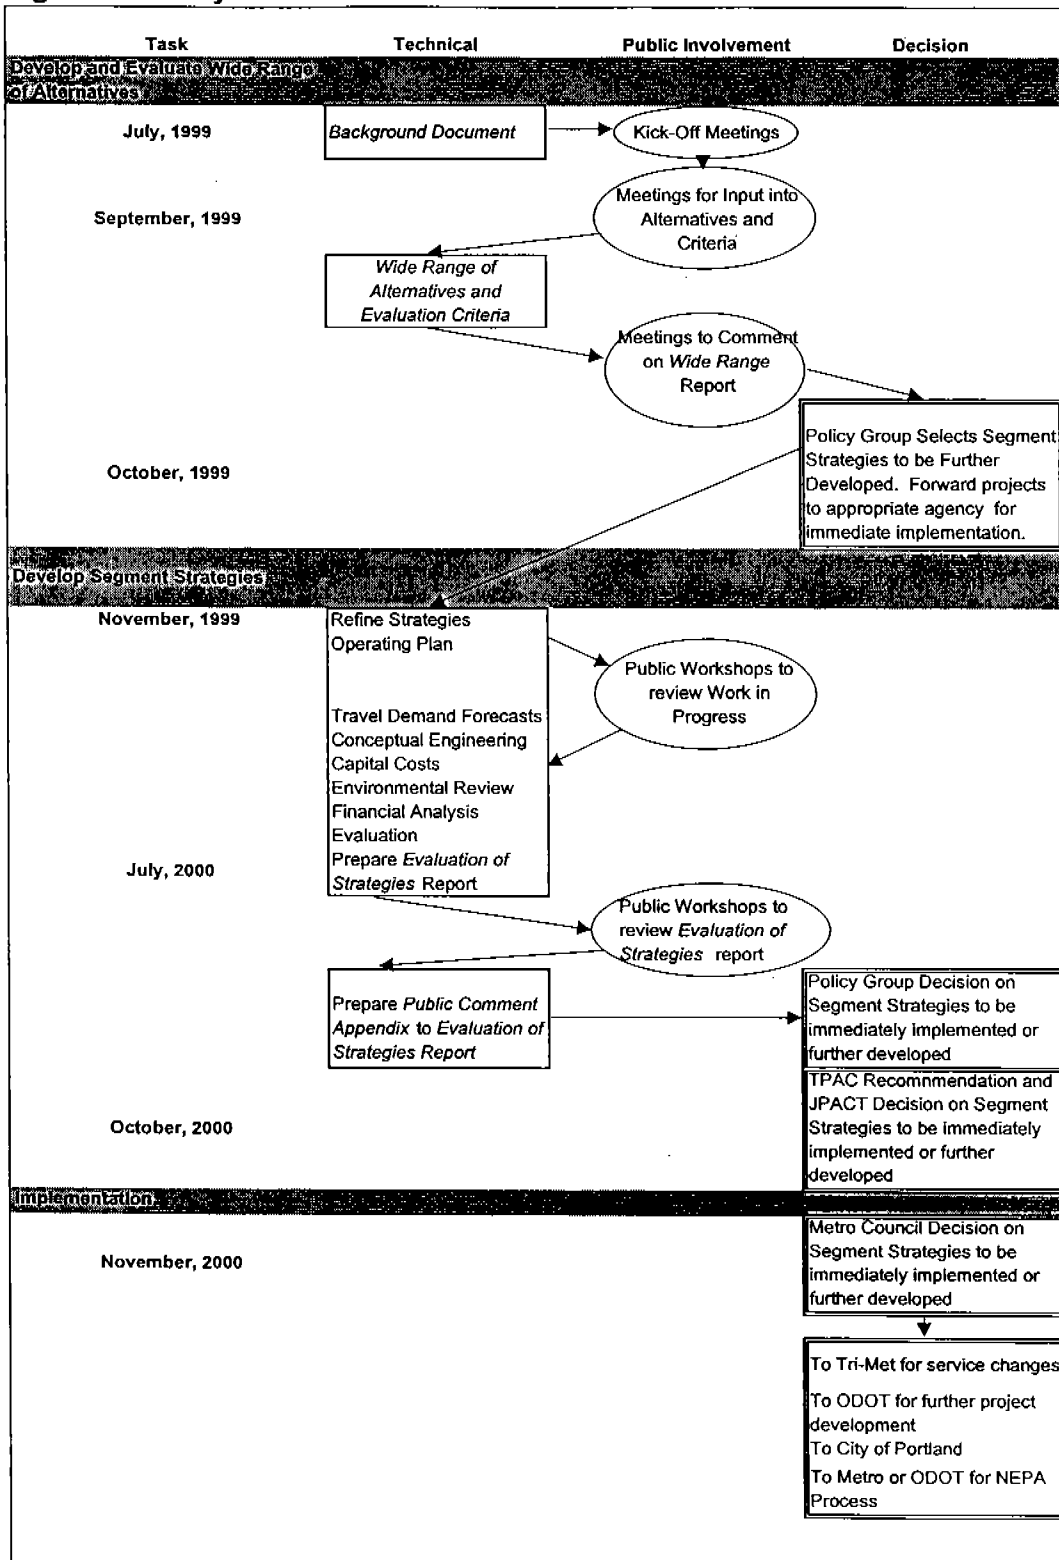 Task Technical Public Involvement Decision
Develop and Evaluate Wide Range
of Alternatives
July, 1999
Background Document
Kick-Off Meetings
September, 1999
Meetings for Input into
Alternatives and
Criteria
Wide Range of
Alternatives and
Evaluation Criteria
Meetings to Comment
on Wide Range
Report
October, 1999
Policy Group Selects Segment
Strategies to be Further
Developed. Forward projects
to appropriate agency for
immediate implementation.
Develop Segment Strategies
November, 1999
Refine Strategies
Operating Plan
Public Workshops to
review Work in
Progress
Travel Demand Forecasts
Conceptual Engineering
Capital Costs
Environmental Review
Financial Analysis
Evaluation
Prepare Evaluation of
Strategies Report
July, 2000
Public Workshops to
review Evaluation of
Strategies report
Prepare Public Comment
Appendix to Evaluation of
Strategies Report
Policy Group Decision on
Segment Strategies to be
immediately implemented or
further developed
October, 2000
TPAC Recomnmendation and
JPACT Decision on Segment
Strategies to be immediately
implemented or further
developed
Implementation
November, 2000
Metro Council Decision on
Segment Strategies to be
immediately implemented or
further developed
To Tri-Met for service changes
To ODOT for further project
development
To City of Portland
To Metro or ODOT for NEPA
Process